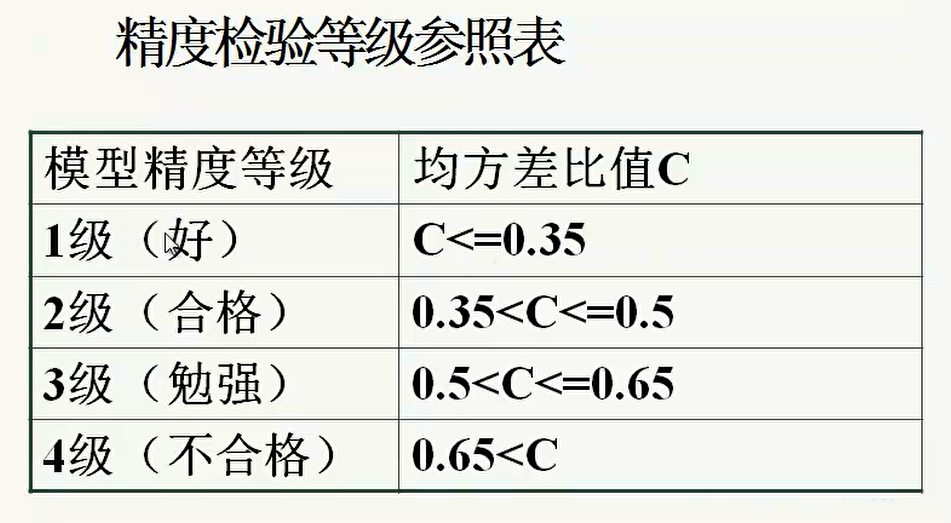 精度检验等级参照表
模型精度等级 均方差比值C
1级（好） C<=0.35
2级（合格） 0.35<C<=0.5
3级（勉强） 0.5<C<=0.65
4级（不合格） 0.65<C